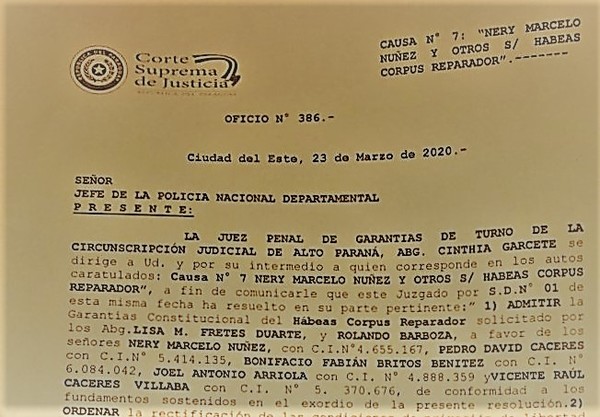 CAUSA N° 7: "NERY MARCELO
NUÑEZ Y OTROS S/ HABEAS
CORPUS REPARADOR".-------
Corte
Suprema
de Justicia
OFICIO N° 386.-
Ciudad del Este, 23 de Marzo de 2020.-
SEÑOR
JEFE DE LA POLICIA NACIONAL DEPARTAMENTAL
P R E S E N T E:
LA JUEZ PENAL DE GARANTIAS DE TURNO DE LA
CIRCUNSCRIPCIÓN JUDICIAL DE ALTO PARANÁ, ABG. CINTHIA GARCETE se
dirige a Ud. y por su intermedio a quien corresponde en los autos
caratulados: Causa N° 7 NERY MARCELO NUÑEZ Y OTROS S/ HABEAS CORPUS
REPARADOR", a fin de comunicarle que este Juzgado por S.D.N° 01 de
esta misma fecha ha resuelto en su parte pertinente:" 1) ADMITIR la
Garantías Constitucional del Hábeas Corpus Reparador solicitado por
los Abg.LISA M. FRETES DUARTE, y ROLANDO BARBOZA, a favor de los
señores NERY MARCELO NUÑEZ, con C.I.N°4.655.167, PEDRO DAVID CACERES
con C.I.N° 5.414.135, BONIFACIO FABIÁN BRITOS BENITEZ con C.I. N°
6.084.042, JOEL ANTONIO ARRIOLA con C.I. N° 4.888.359 yVICENTE RAÚL
CACERES VILLABA con C.I. N° 5. 370.676, de conformidad a los
fundamentos sostenidos en el exordio de la presente resolución.2)
ORDENAR la rectificación de las condiciones de